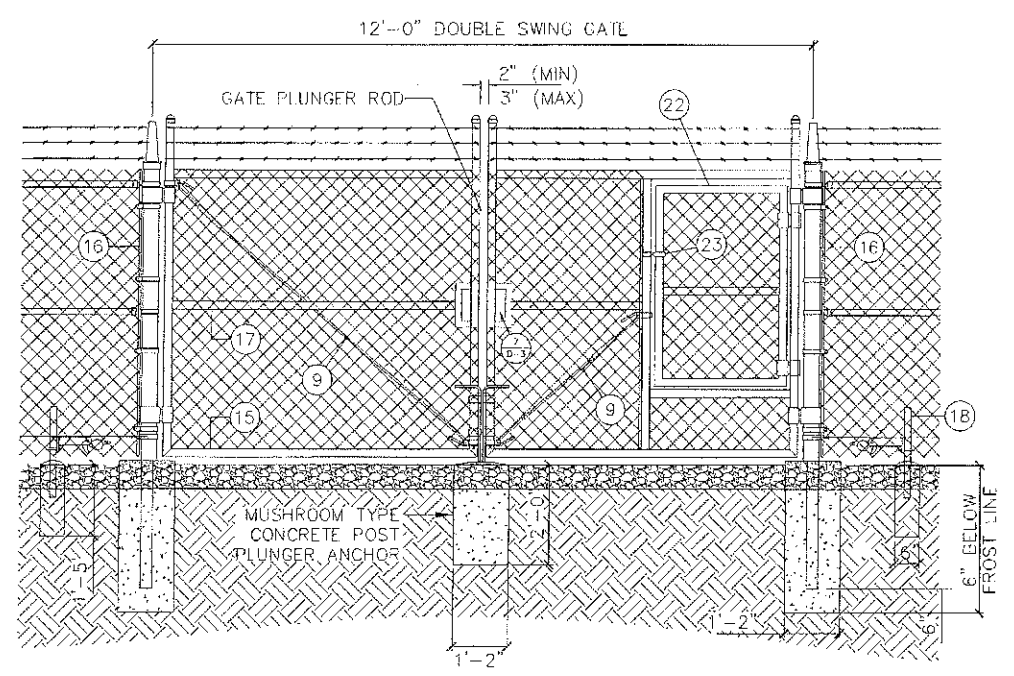 12'-0" DOUBLE SWING GATE
2" (MIN)
3" (MAX)
GATE PLUNGER ROD
22
16
23
16
17
7
D-3
9
9
15
18
MUSHROOM TYPE
CONCRETE POST
PLUNGER ANCHOR
2'-0"
6" BELOW
FROST LINE
6
1'-2"
6"
1'-2"